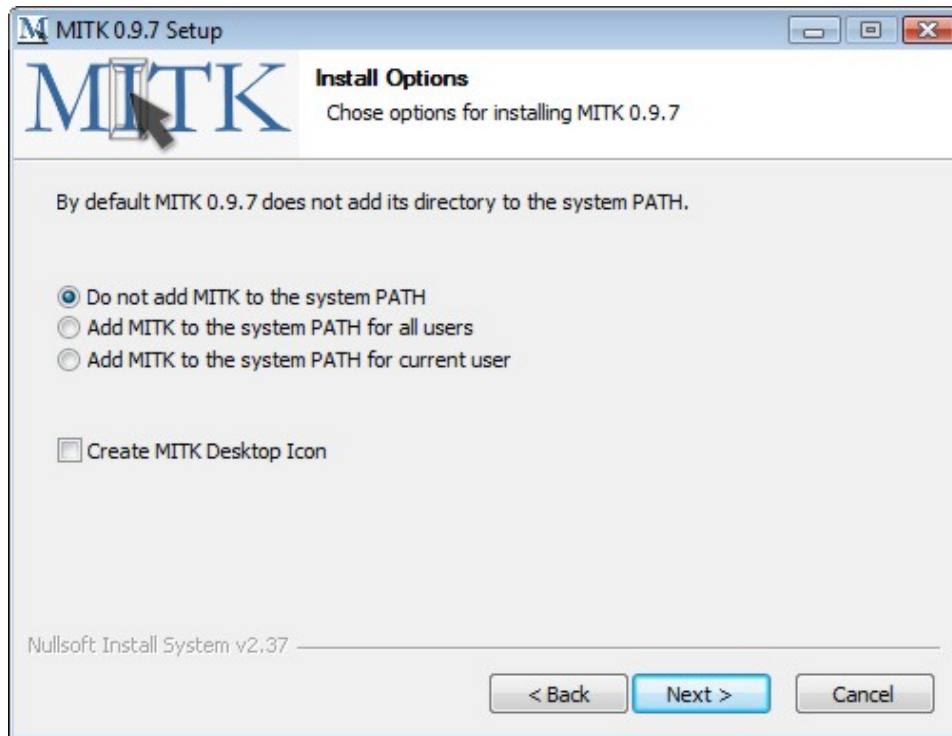 MITK 0.9.7 Setup
MITK
Install Options
Chose options for installing MITK 0.9.7
By default MITK 0.9.7 does not add its directory to the system PATH.
Do not add MITK to the system PATH
Add MITK to the system PATH for all users
Add MITK to the system PATH for current user
Create MITK Desktop Icon
Nullsoft Install System v2.37
< Back Next > Cancel